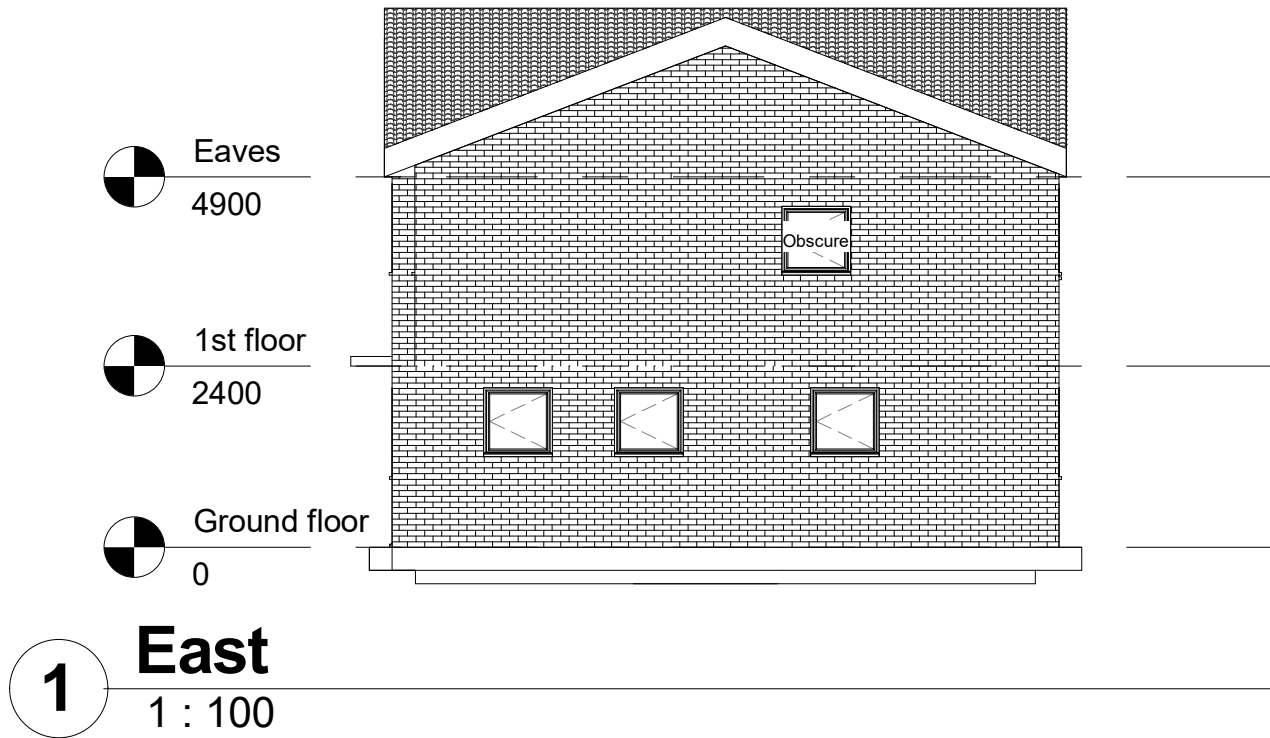 Eaves
4900
Obscure
1st floor
2400
Ground floor
0
1
East
1 : 100